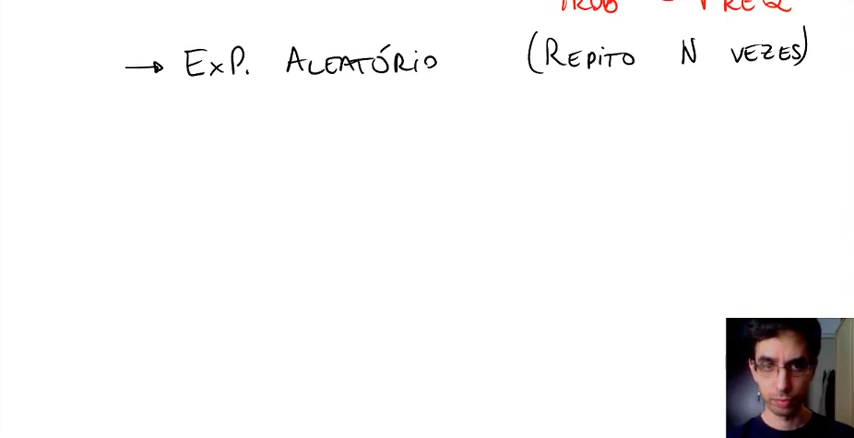 → EXP. ALEATÓRIO (REPITO N VEZES)